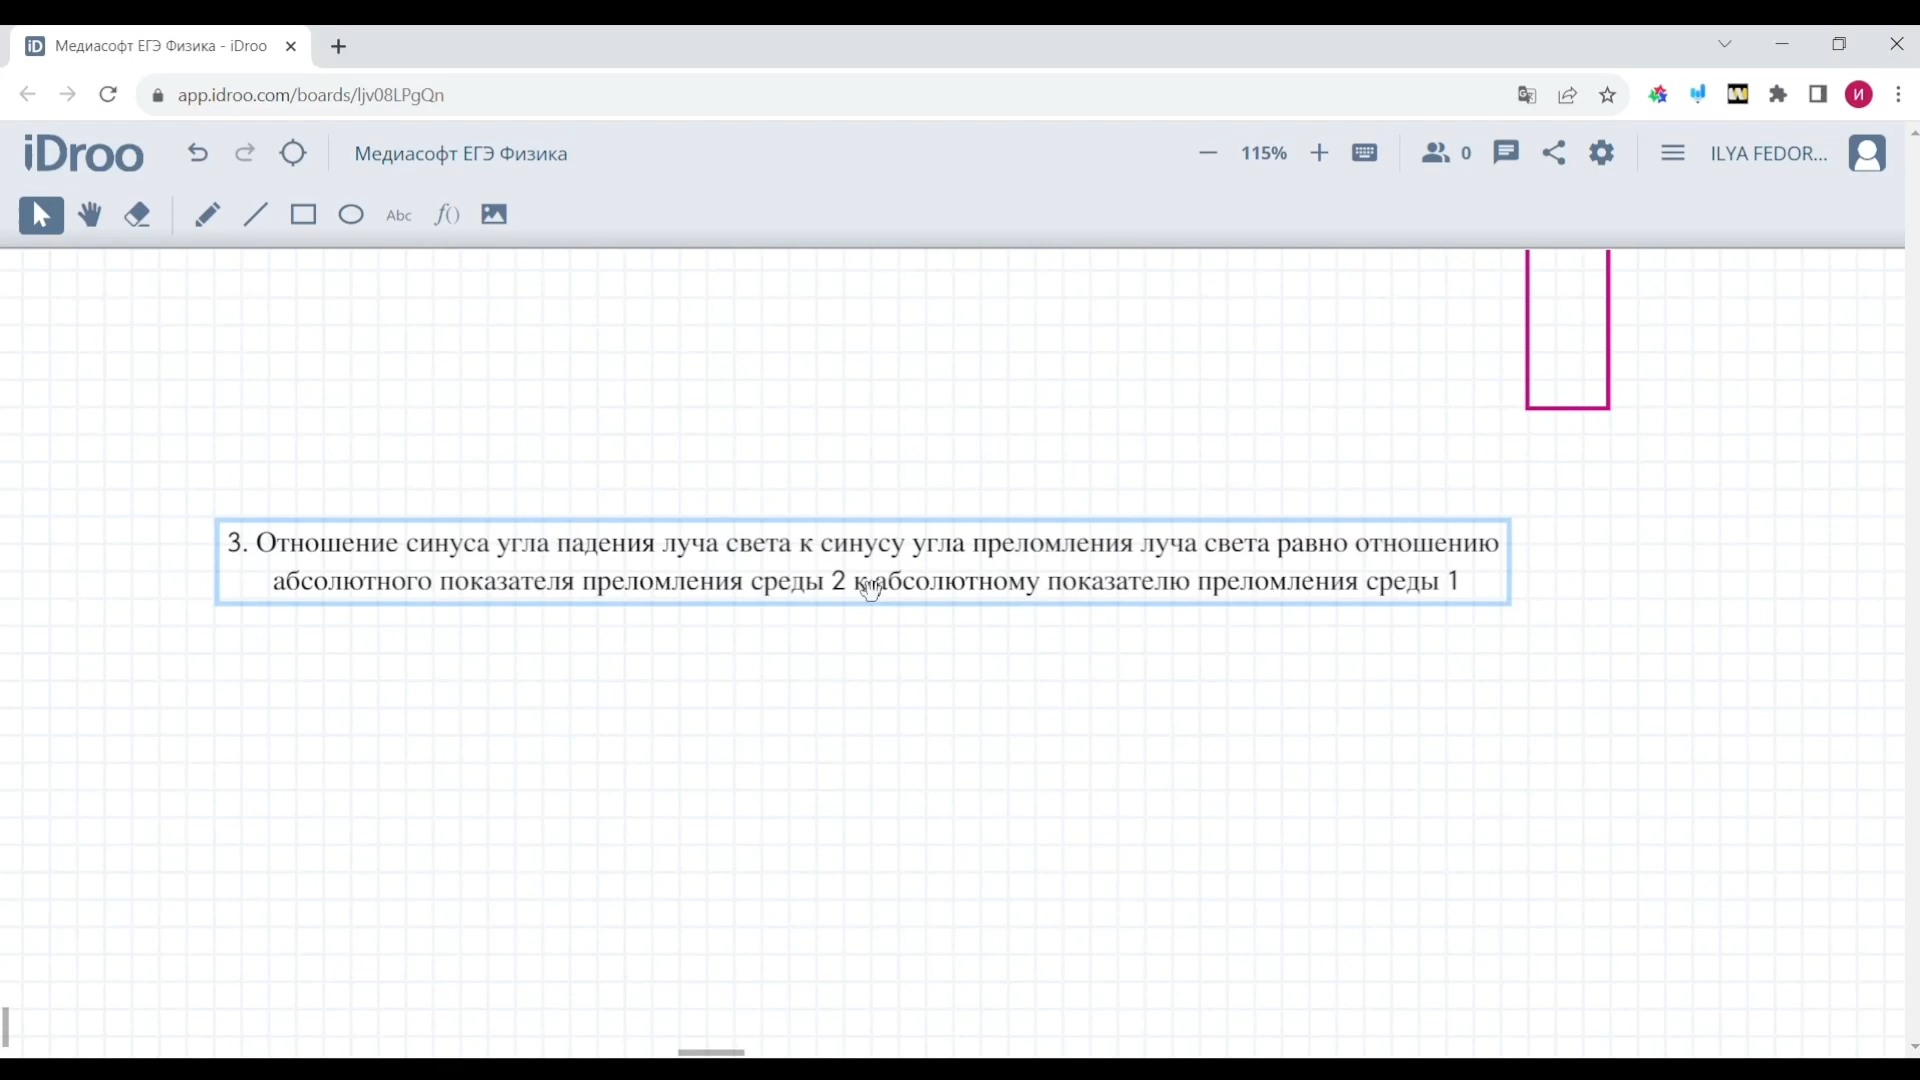 Медиасофт ЕГЭ Физика - iDroo
app.idroo.com/boards/ljv08LPgQn
И
iDroo
Медиасофт ЕГЭ Физика
115%
0
ILYA FEDOR...
Abc
f()
3. Отношение синуса угла падения луча света к синусу угла преломления луча света равно отношению
абсолютного показателя преломления среды 2 к абсолютному показателю преломления среды 1